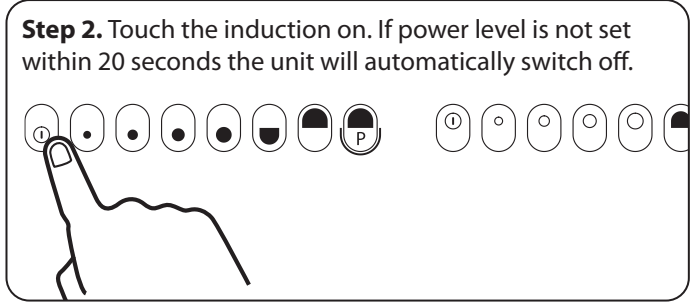 Step 2. Touch the induction on. If power level is not set
within 20 seconds the unit will automatically switch off.
P